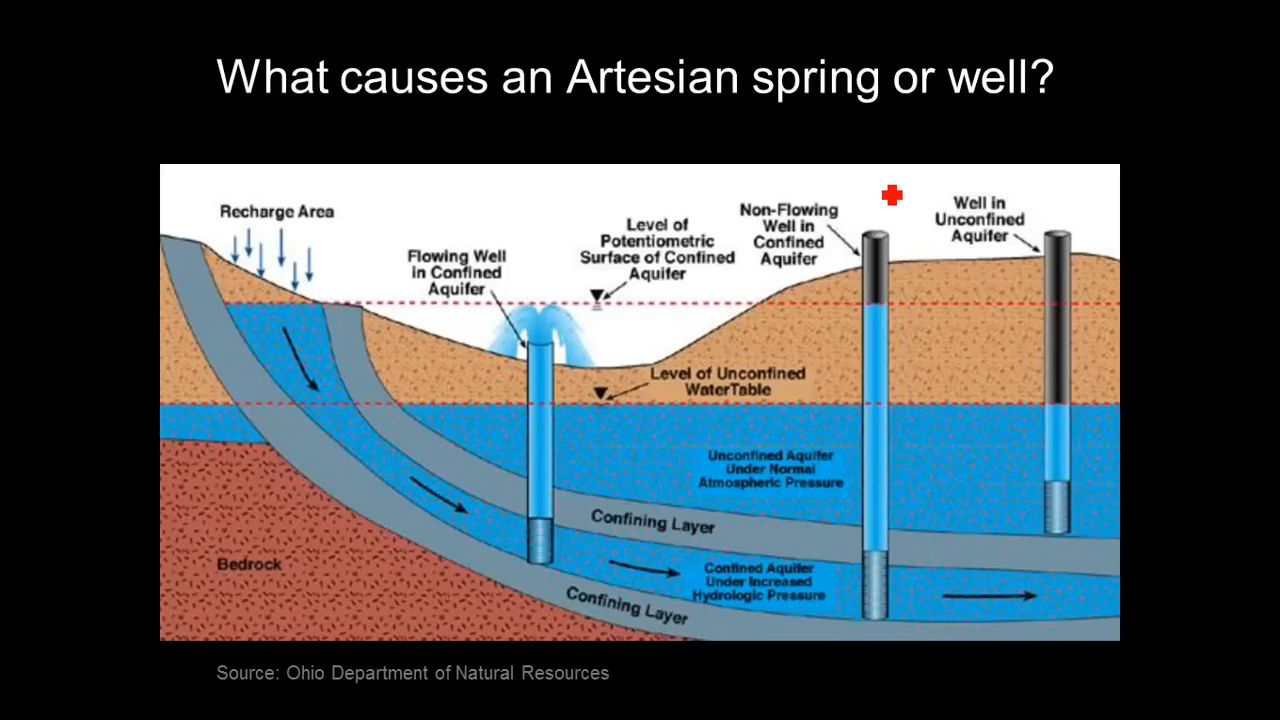 What causes an Artesian spring or well?
Recharge Area
Flowing Well
in Confined
Aquifer
Level of
Potentiometric
Surface of Confined
Aquifer
Non-Flowing
Well in
Confined
Aquifer
Well in
Unconfined
Aquifer
Level of Unconfined
WaterTable
Unconfined Aquifer
Under Normal
Atmospheric Pressure
Confining Layer
Confined Aquifer
Under Increased
Hydrologic Pressure
Confining Layer
Bedrock
Source: Ohio Department of Natural Resources